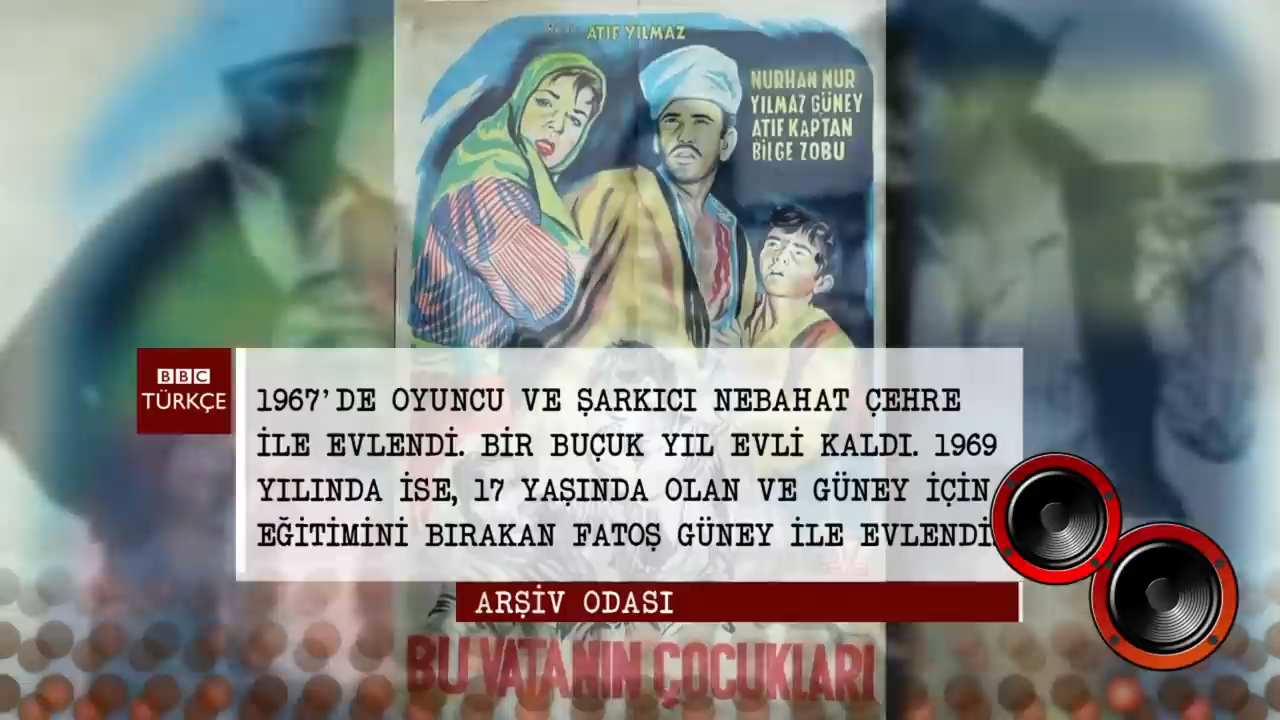 ATIF YILMAZ
NURHAN NUR
YILMAZ GÜNEY
ATIF KAPTAN
BİLGE ZOBU
BBC
TÜRKÇE
1967'DE OYUNCU VE ŞARKICI NEBAHAT ÇEHRE
İLE EVLENDİ. BİR BUÇUK YIL EVLİ KALDI. 1969
YILINDA İSE, 17 YAŞINDA OLAN VE GÜNEY İÇİN
EĞİTİMİNİ BIRAKAN FATOŞ GÜNEY İLE EVLENDİ
ARŞİV ODASI
BU VATANIN ÇOCUKLARI